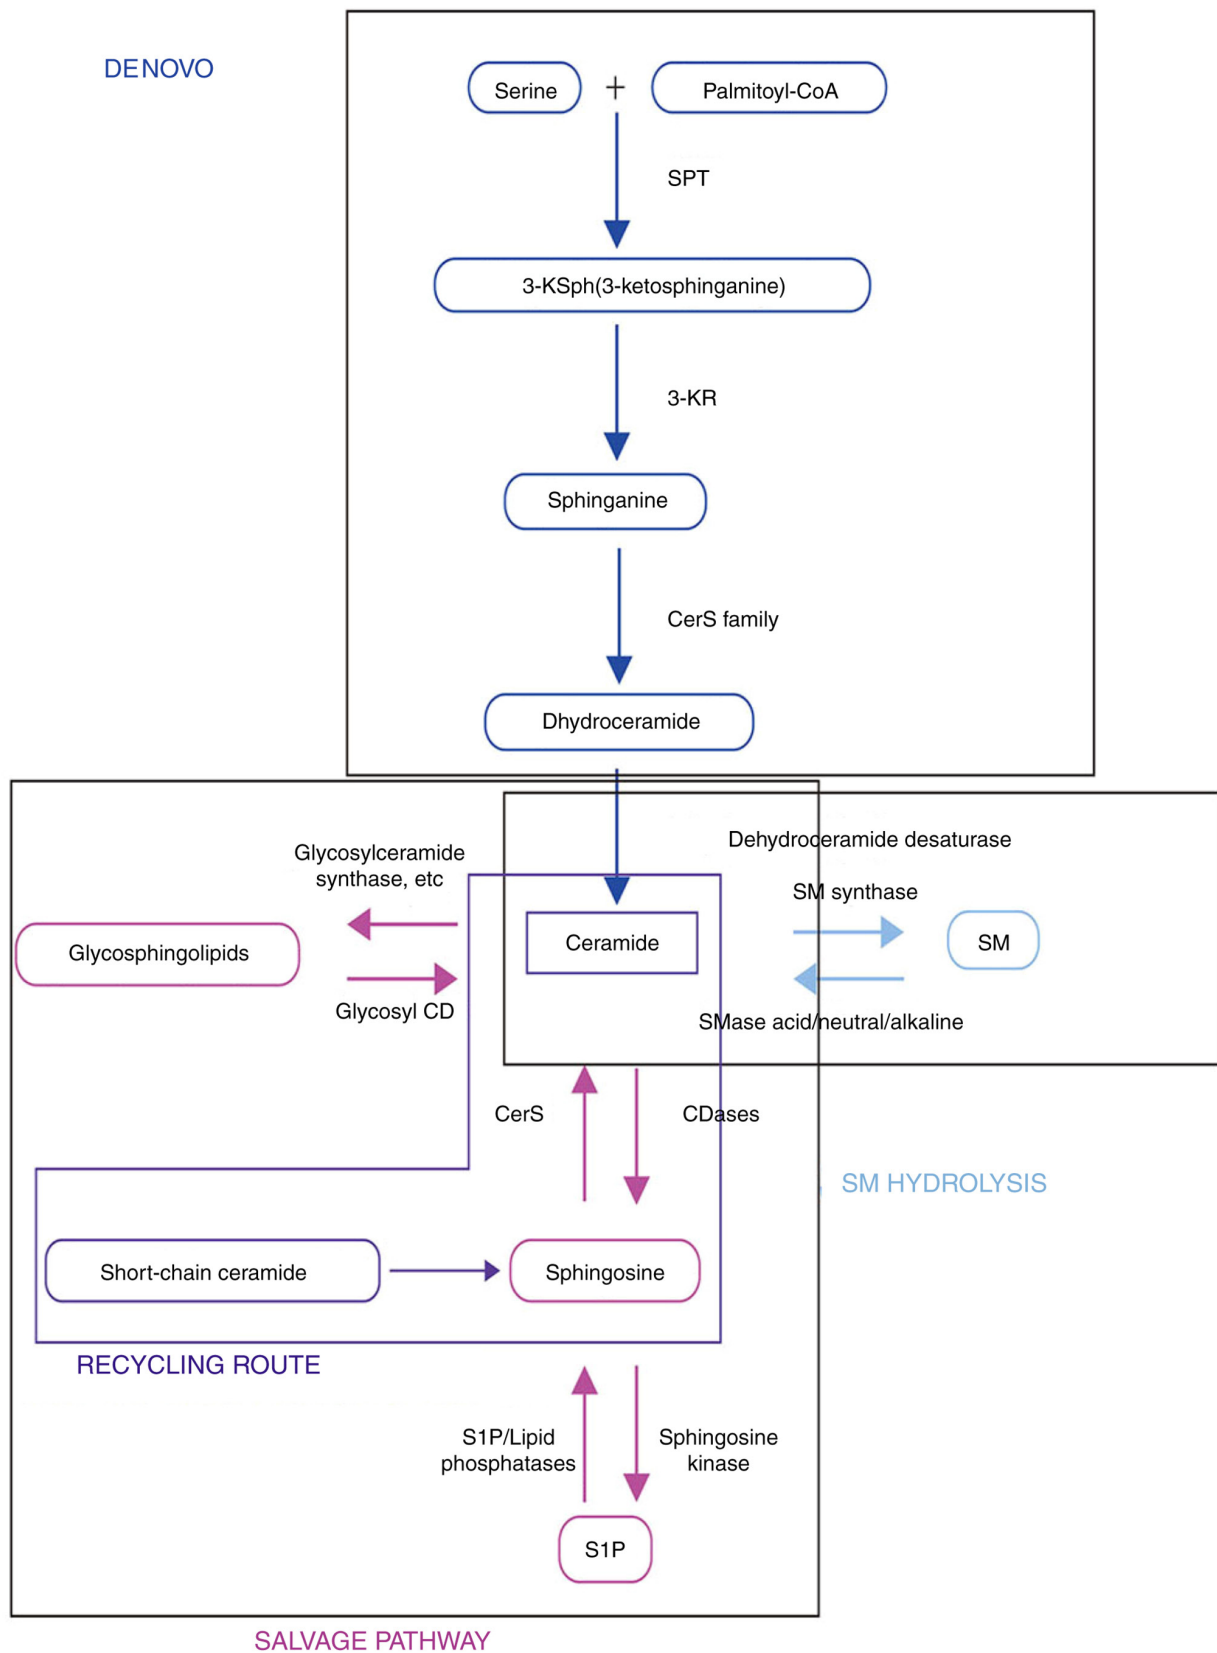 DENOVO
Serine
+
Palmitoyl-CoA
SPT
3-KSph(3-ketosphinganine)
3-KR
Sphinganine
CerS family
Dhydroceramide
Dehydroceramide desaturase
Glycosylceramide
synthase, etc
SM synthase
Glycosphingolipids
Ceramide
SM
Glycosyl CD
SMase acid/neutral/alkaline
CerS
CDases
SM HYDROLYSIS
Short-chain ceramide
Sphingosine
RECYCLING ROUTE
S1P/Lipid
phosphatases
Sphingosine
kinase
S1P
SALVAGE PATHWAY